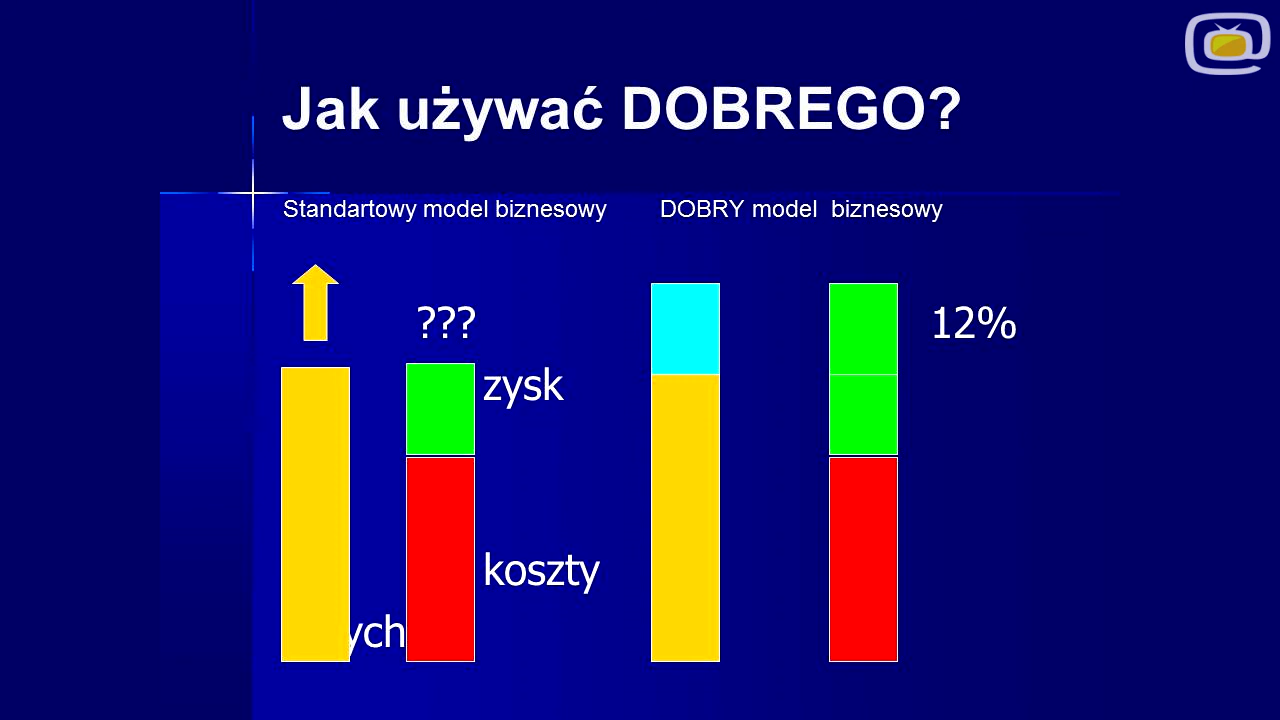 Jak używać DOBREGO?
Standartowy model biznesowy
DOBRY model  biznesowy
???
12%
zysk
koszty